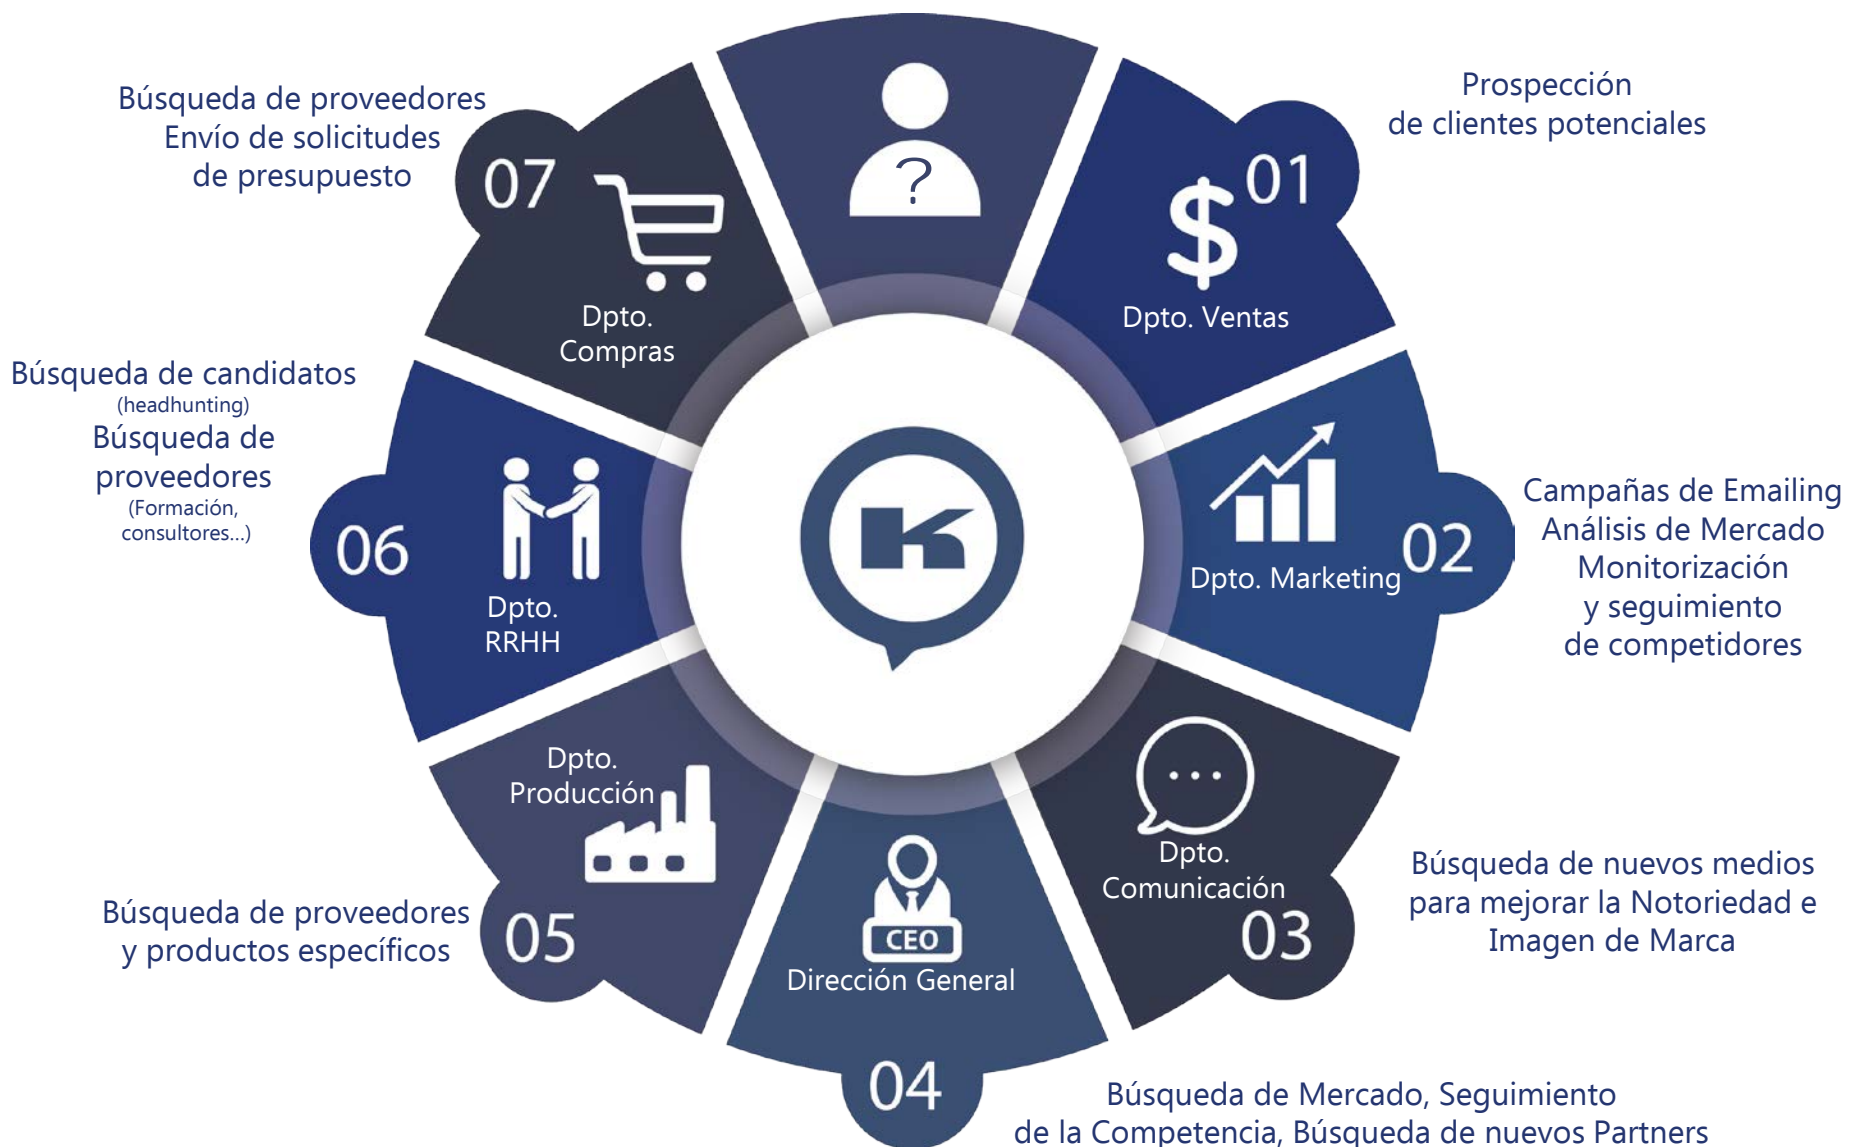 ?
Prospección
de clientes potenciales
01
Dpto. Ventas
Campañas de Emailing
Análisis de Mercado
Monitorización
y seguimiento
de competidores
02
Dpto. Marketing
Búsqueda de nuevos medios
para mejorar la Notoriedad e
Imagen de Marca
03
Dpto.
Comunicación
Búsqueda de Mercado, Seguimiento
de la Competencia, Búsqueda de nuevos Partners
04
CEO
Dirección General
Búsqueda de proveedores
y productos específicos
05
Dpto.
Producción
Búsqueda de candidatos
(headhunting)
Búsqueda de
proveedores
(Formación,
consultores...)
06
Dpto.
RRHH
Búsqueda de proveedores
Envío de solicitudes
de presupuesto
07
Dpto.
Compras
K